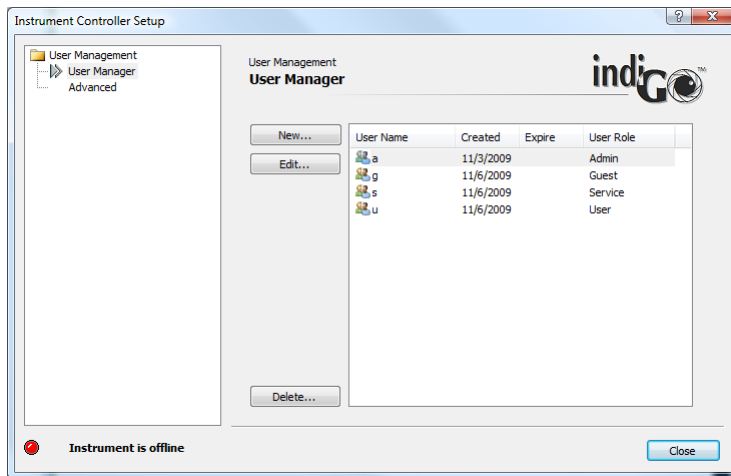 Instrument Controller Setup
User Management
User Manager
Advanced
User Management
User Manager
indiGo™
New...
Edit...
Delete...
User Name Created Expire User Role
a 11/3/2009 Admin
g 11/6/2009 Guest
s 11/6/2009 Service
u 11/6/2009 User
Instrument is offline
Close